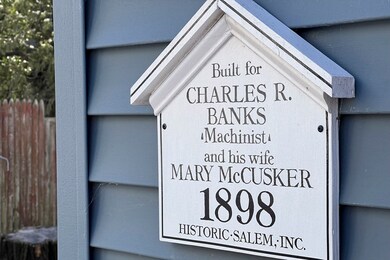 Built for
CHARLES R.
BANKS
Machinist
and his wife
MARY McCUSKER
1898
HISTORIC·SALEM,·INC.